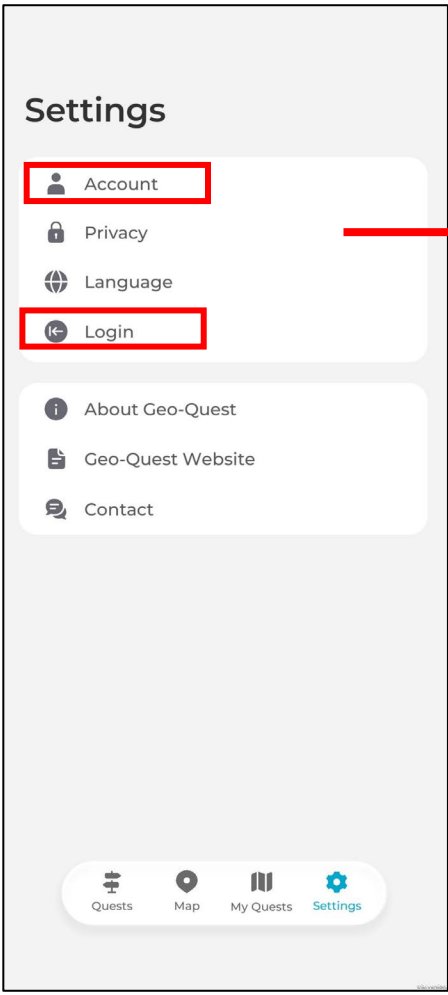 Settings
Account
Privacy
Language
Login
About Geo-Quest
Geo-Quest Website
Contact
Quests
Map
My Quests
Settings